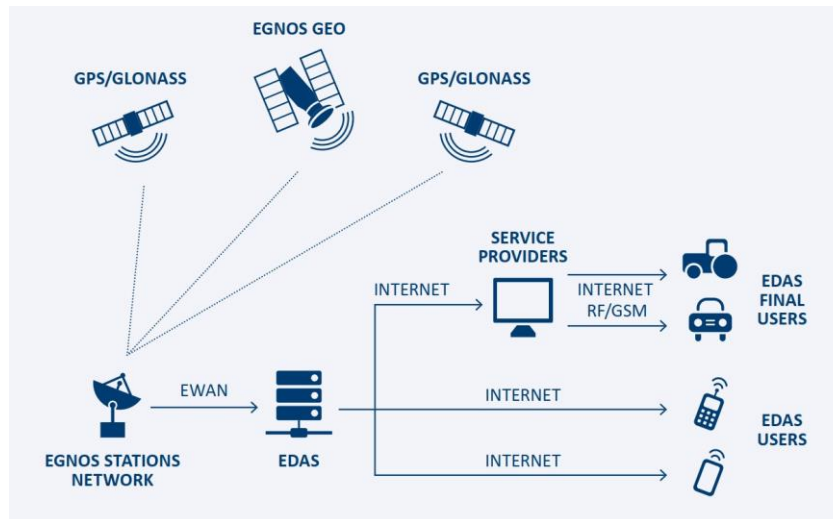 EGNOS GEO
GPS/GLONASS
GPS/GLONASS
SERVICE
PROVIDERS
INTERNET
INTERNET
RF/GSM
EDAS
FINAL
USERS
EWAN
INTERNET
EDAS
USERS
EGNOS STATIONS
NETWORK
EDAS
INTERNET